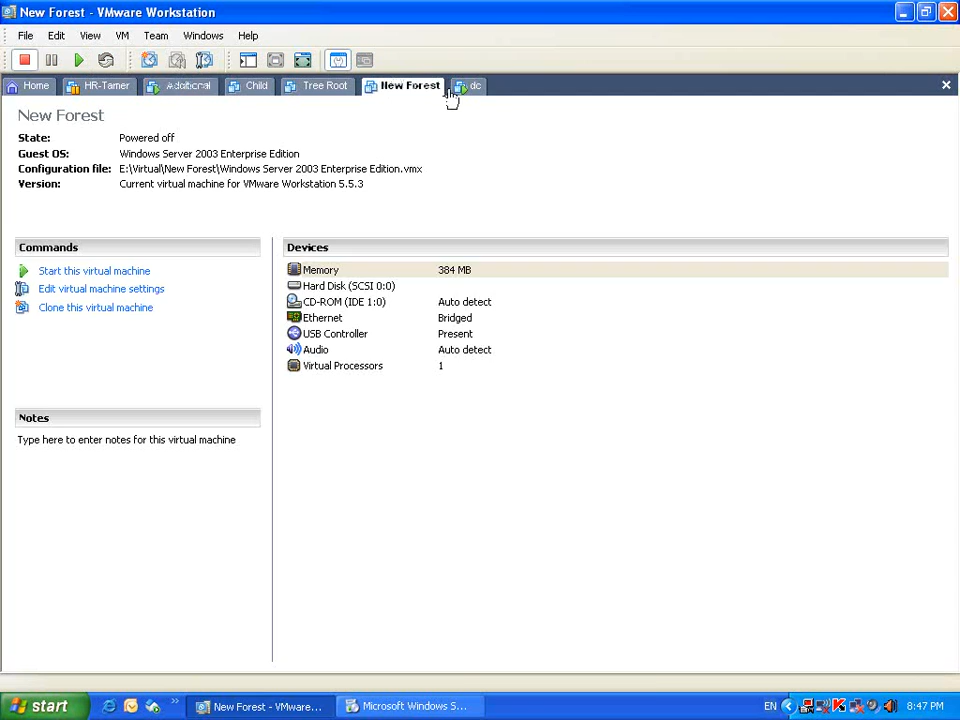 New Forest - VMware Workstation
File Edit View VM Team Windows Help
Home HR-Tamer Additional Child Tree Root New Forest dc
New Forest
State: Powered off
Guest OS: Windows Server 2003 Enterprise Edition
Configuration file: E:\Virtual\New Forest\Windows Server 2003 Enterprise Edition.vmx
Version: Current virtual machine for VMware Workstation 5.5.3
Commands
Start this virtual machine
Edit virtual machine settings
Clone this virtual machine
Notes
Type here to enter notes for this virtual machine
Devices
Memory 384 MB
Hard Disk (SCSI 0:0)
CD-ROM (IDE 1:0) Auto detect
Ethernet Bridged
USB Controller Present
Audio Auto detect
Virtual Processors 1
start New Forest - VMware... Microsoft Windows S... EN 8:47 PM